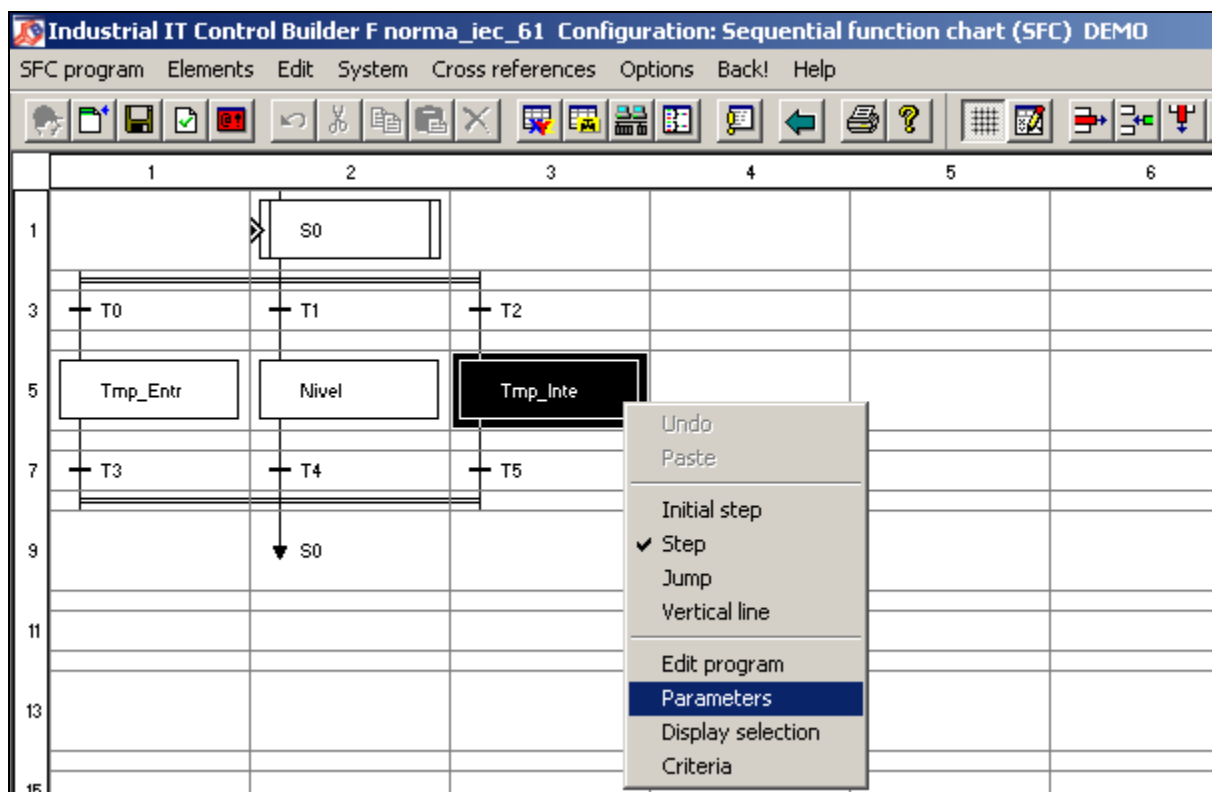 Industrial IT Control Builder F norma_iec_61 Configuration: Sequential function chart (SFC) DEMO
SFC program Elements Edit System Cross references Options Back! Help
1 2 3 4 5 6
1 S0
3 T0 T1 T2
5 Tmp_Entr Nivel Tmp_Inte
Undo
Paste
7 T3 T4 T5
Initial step
9 S0 Step
Jump
Vertical line
11
Edit program
Parameters
13
Display selection
Criteria
15